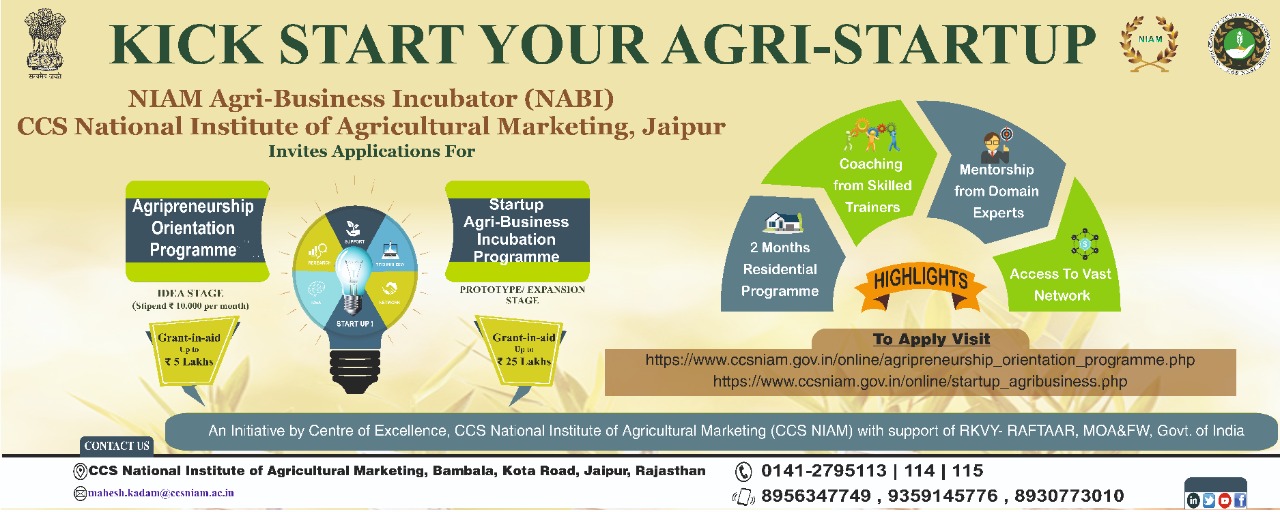 सत्यमेव जयते
KICK START YOUR AGRI-STARTUP
NIAM
NIAM Agri-Business Incubator (NABI)
CCS National Institute of Agricultural Marketing, Jaipur
Invites Applications For
Agripreneurship
Orientation
Programme
IDEA STAGE
(Stipend ₹ 10,000 per month)
Grant-in-aid
Up to
₹ 5 Lakhs
SUPPORT
RESEARCH
IDEA
NETWORK
START UP !
Startup
Agri-Business
Incubation
Programme
PROTOTYPE/ EXPANSION
STAGE
Grant-in-aid
Up to
₹ 25 Lakhs
2 Months
Residential
Programme
Coaching
from Skilled
Trainers
Mentorship
from Domain
Experts
Access To Vast
Network
HIGHLIGHTS
To Apply Visit
https://www.ccsniam.gov.in/online/agripreneurship_orientation_programme.php
https://www.ccsniam.gov.in/online/startup_agribusiness.php
An Initiative by Centre of Excellence, CCS National Institute of Agricultural Marketing (CCS NIAM) with support of RKVY- RAFTAAR, MOA&FW, Govt. of India
CONTACT US
CCS National Institute of Agricultural Marketing, Bambala, Kota Road, Jaipur, Rajasthan
mahesh.kadam@ccsniam.ac.in
0141-2795113 | 114 | 115
8956347749 , 9359145776 , 8930773010